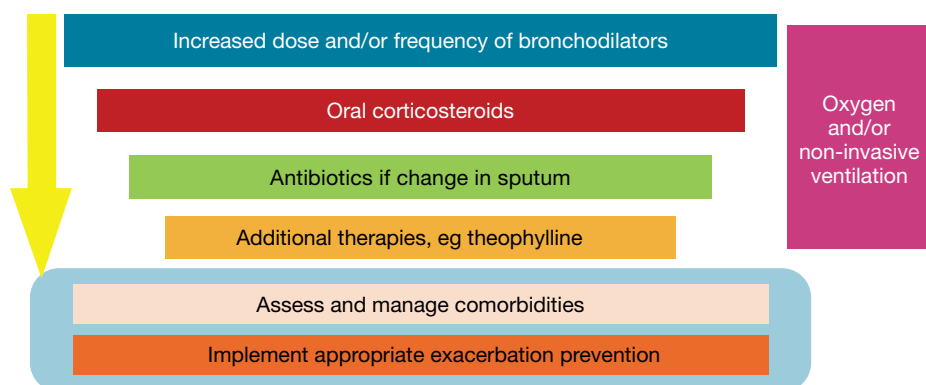 Increased dose and/or frequency of bronchodilators
Oral corticosteroids
Antibiotics if change in sputum
Additional therapies, eg theophylline
Assess and manage comorbidities
Implement appropriate exacerbation prevention
Oxygen
and/or
non-invasive
ventilation